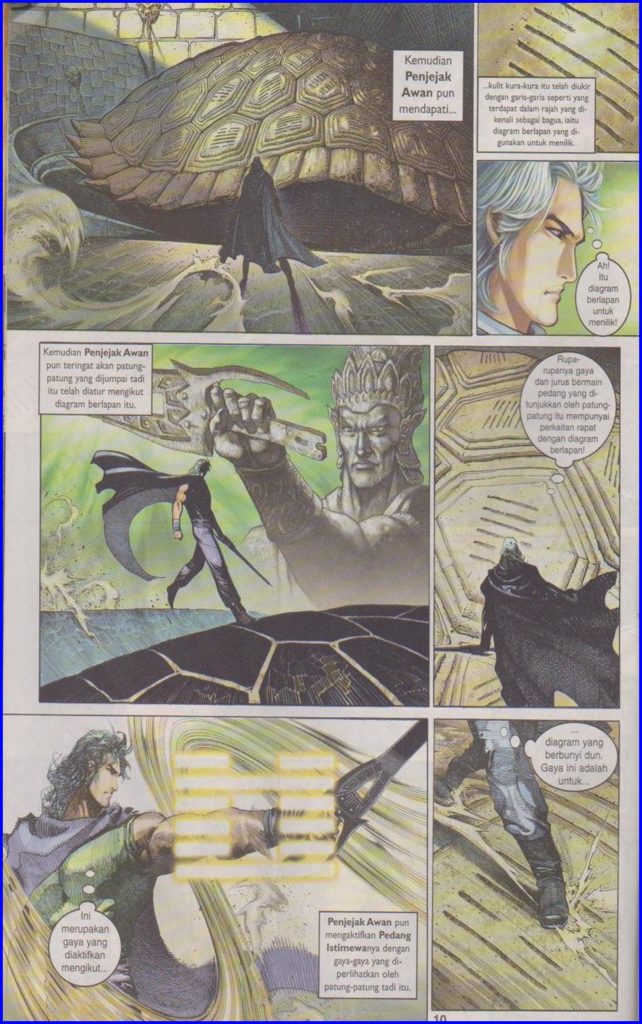 Kemudian
Penjejak
Awan pun
mendapati...
...kulit kura-kura itu telah diukir
dengan garis-garis seperti yang
terdapat dalam rajah yang di-
kenali sebagai bagua, iaitu
diagram berlapan yang di-
gunakan untuk menilik.
Ah!
Itu
diagram
berlapan
untuk
menilik!
Kemudian Penjejak Awan
pun teringat akan patung-
patung yang dijumpai tadi
itu telah diatur mengikut
diagram berlapan itu.
Rupa-
rupanya gaya
dan jurus bermain
pedang yang di-
tunjukkan oleh patung-
patung itu mempunyai
perkaitan rapat
dengan diagram
berlapan!
Ini
merupakan
gaya yang
diaktifkan
mengikut...
Penjejak Awan pun
mengaktifkan Pedang
Istimewanya dengan
gaya-gaya yang di-
perlihatkan oleh
patung-patung tadi itu.
...
diagram yang
berbunyi dun.
Gaya ini adalah
untuk...
10